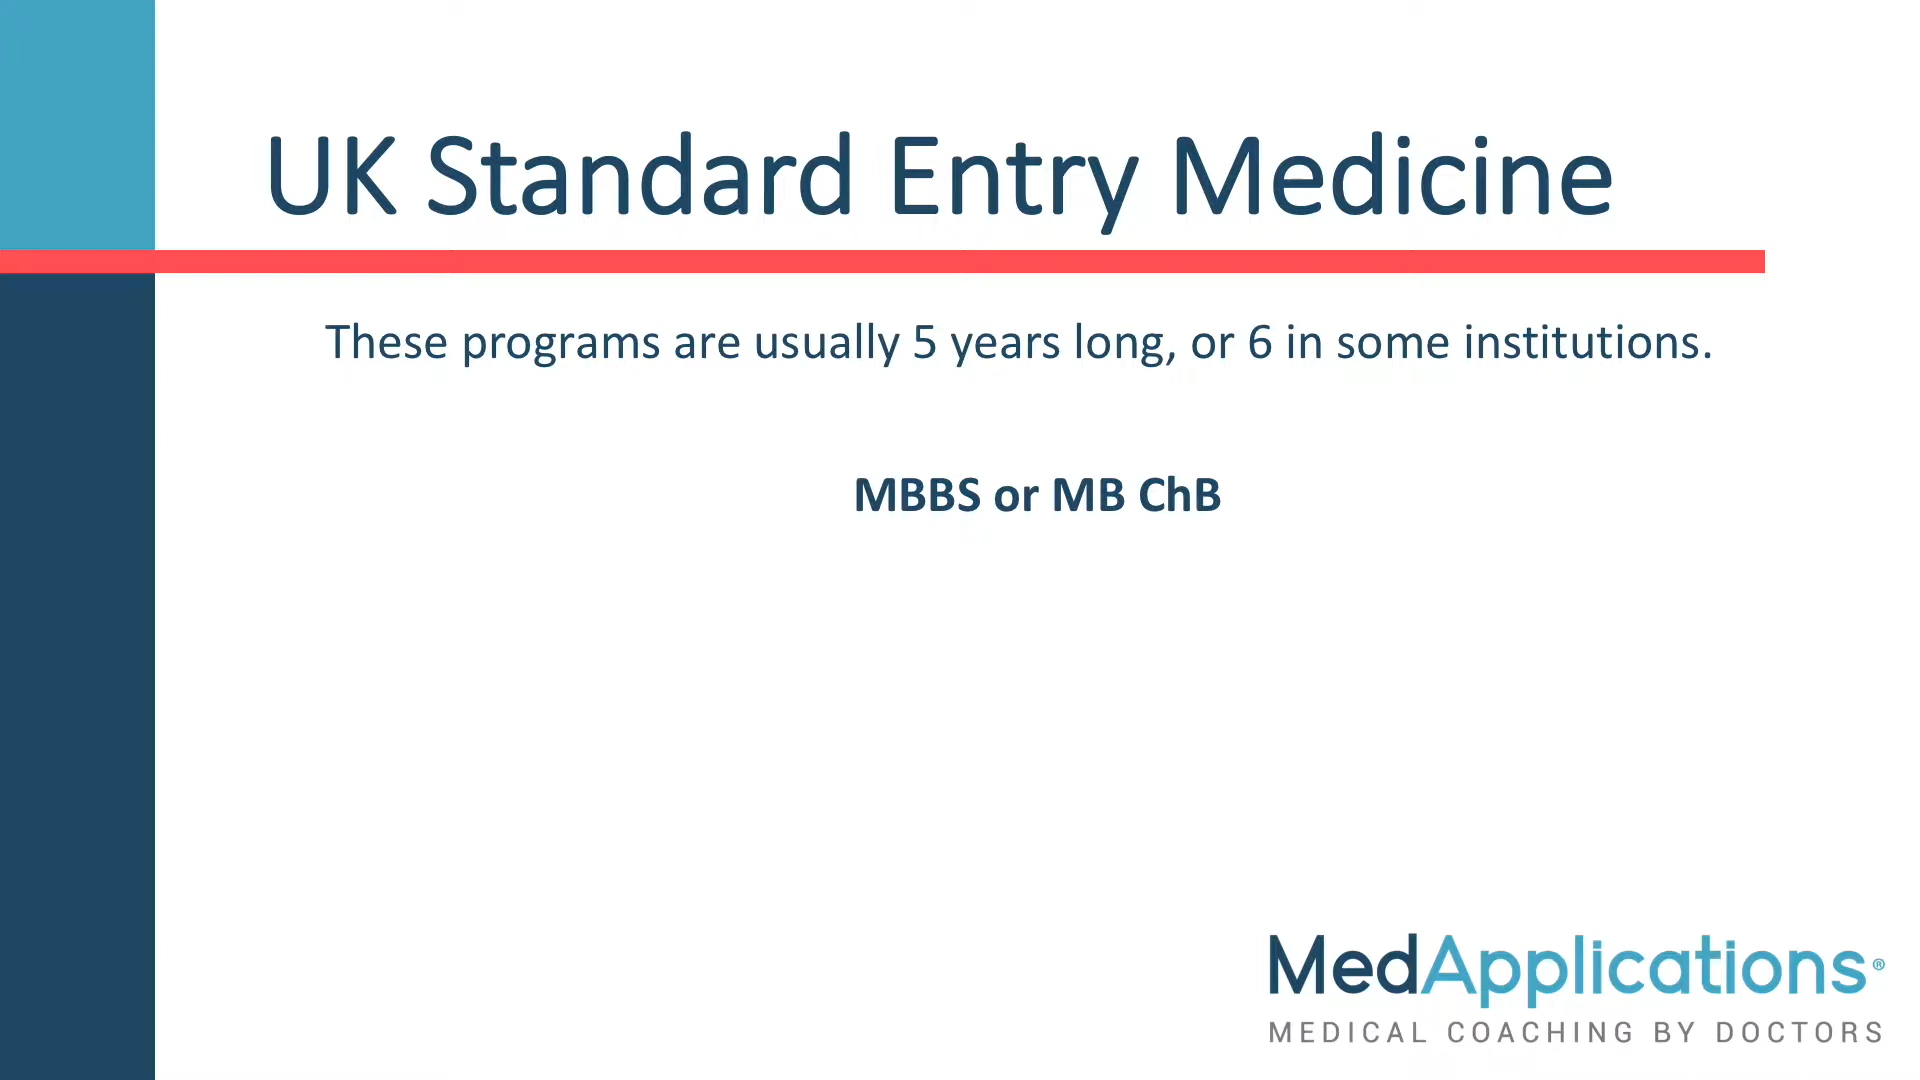 UK Standard Entry Medicine
These programs are usually 5 years long, or 6 in some institutions.
MBBS or MB ChB
MedApplications®
MEDICAL COACHING BY DOCTORS